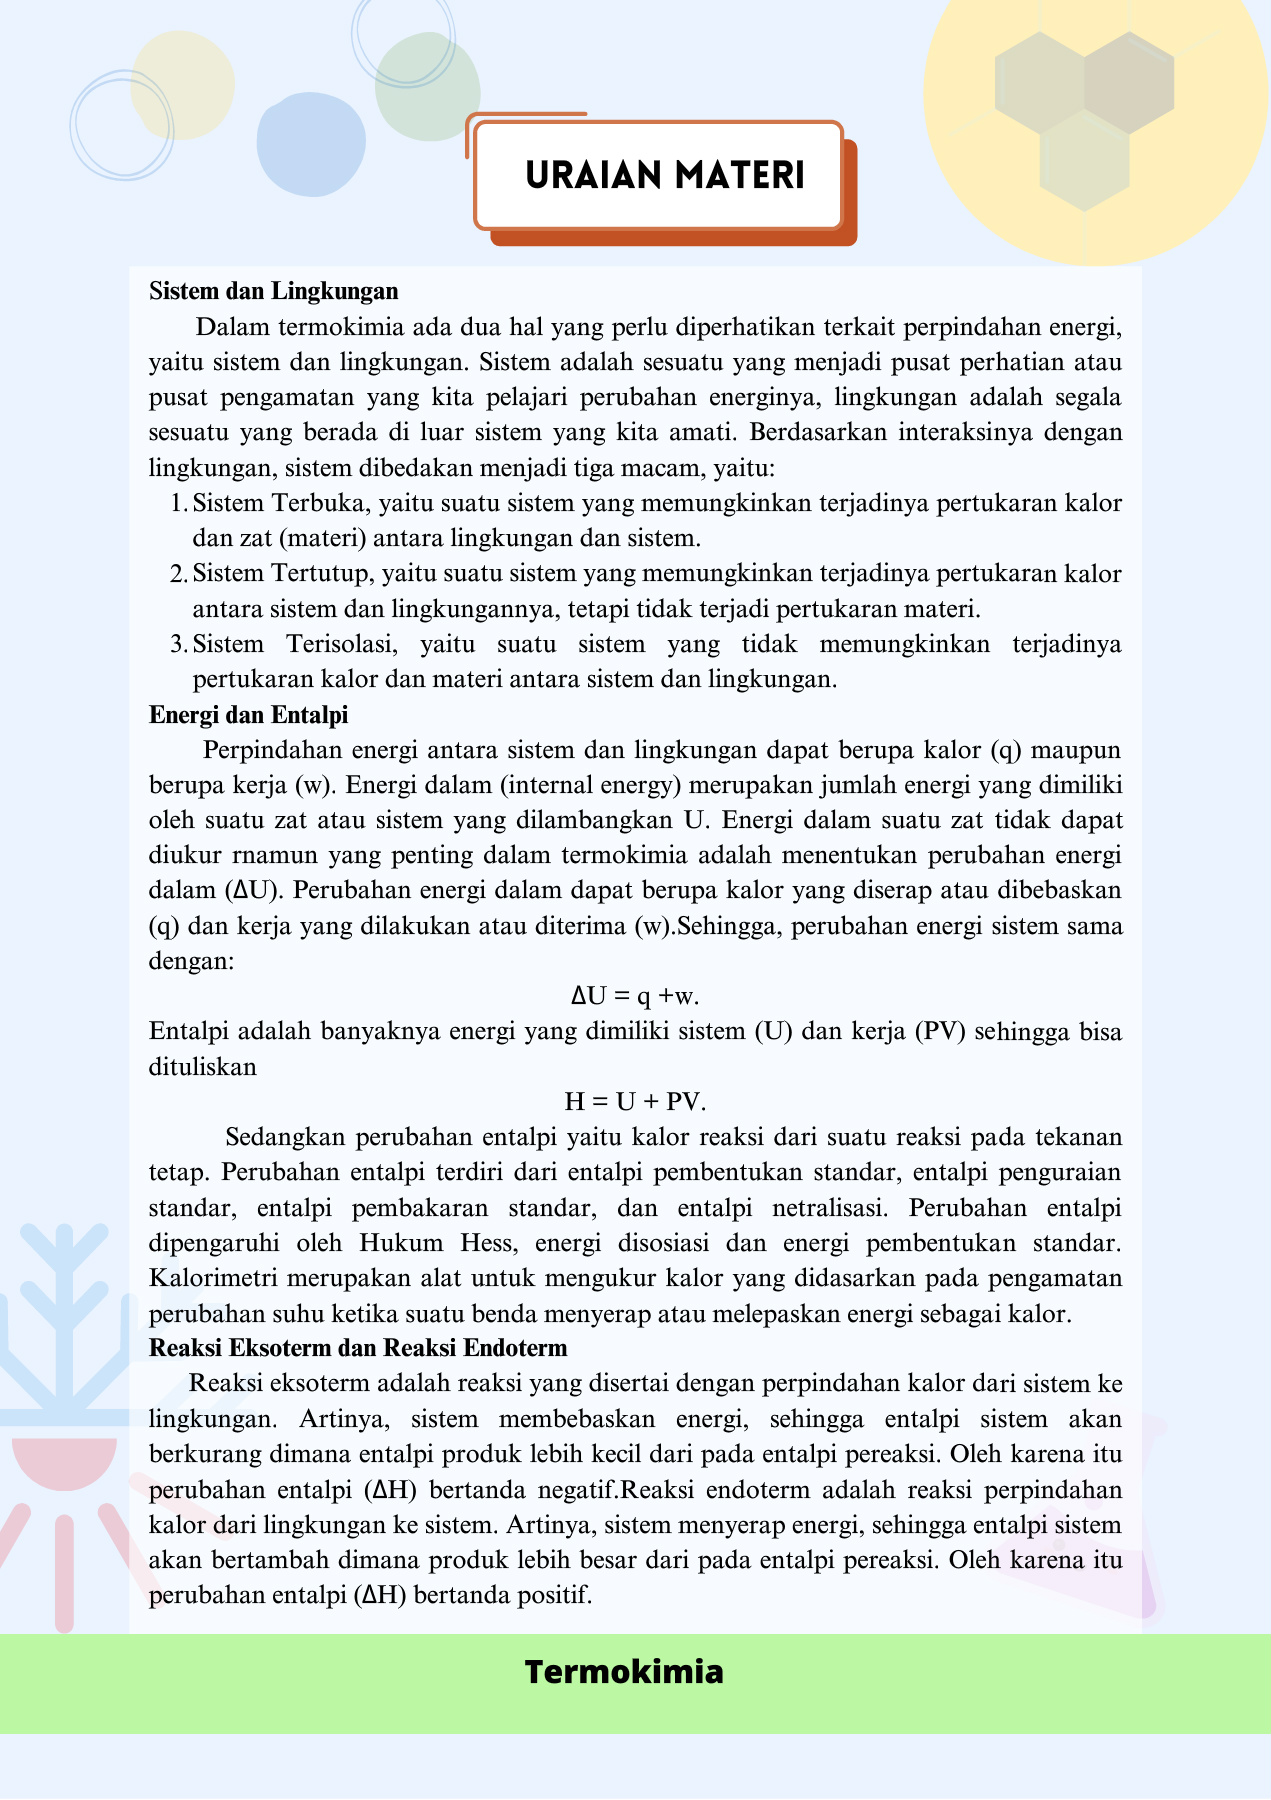 URAIAN MATERI
Sistem dan Lingkungan
Dalam termokimia ada dua hal yang perlu diperhatikan terkait perpindahan energi,
yaitu sistem dan lingkungan. Sistem adalah sesuatu yang menjadi pusat perhatian atau
pusat pengamatan yang kita pelajari perubahan energinya, lingkungan adalah segala
sesuatu yang berada di luar sistem yang kita amati. Berdasarkan interaksinya dengan
lingkungan, sistem dibedakan menjadi tiga macam, yaitu:
1. Sistem Terbuka, yaitu suatu sistem yang memungkinkan terjadinya pertukaran kalor
dan zat (materi) antara lingkungan dan sistem.
2. Sistem Tertutup, yaitu suatu sistem yang memungkinkan terjadinya pertukaran kalor
antara sistem dan lingkungannya, tetapi tidak terjadi pertukaran materi.
3. Sistem Terisolasi, yaitu suatu sistem yang tidak memungkinkan terjadinya
pertukaran kalor dan materi antara sistem dan lingkungan.
Energi dan Entalpi
Perpindahan energi antara sistem dan lingkungan dapat berupa kalor (q) maupun
berupa kerja (w). Energi dalam (internal energy) merupakan jumlah energi yang dimiliki
oleh suatu zat atau sistem yang dilambangkan U. Energi dalam suatu zat tidak dapat
diukur rnamun yang penting dalam termokimia adalah menentukan perubahan energi
dalam (ΔU). Perubahan energi dalam dapat berupa kalor yang diserap atau dibebaskan
(q) dan kerja yang dilakukan atau diterima (w).Sehingga, perubahan energi sistem sama
dengan:
ΔU = q +w.
Entalpi adalah banyaknya energi yang dimiliki sistem (U) dan kerja (PV) sehingga bisa
dituliskan
H = U + PV.
Sedangkan perubahan entalpi yaitu kalor reaksi dari suatu reaksi pada tekanan
tetap. Perubahan entalpi terdiri dari entalpi pembentukan standar, entalpi penguraian
standar, entalpi pembakaran standar, dan entalpi netralisasi. Perubahan entalpi
dipengaruhi oleh Hukum Hess, energi disosiasi dan energi pembentukan standar.
Kalorimetri merupakan alat untuk mengukur kalor yang didasarkan pada pengamatan
perubahan suhu ketika suatu benda menyerap atau melepaskan energi sebagai kalor.
Reaksi Eksoterm dan Reaksi Endoterm
Reaksi eksoterm adalah reaksi yang disertai dengan perpindahan kalor dari sistem ke
lingkungan. Artinya, sistem membebaskan energi, sehingga entalpi sistem akan
berkurang dimana entalpi produk lebih kecil dari pada entalpi pereaksi. Oleh karena itu
perubahan entalpi (ΔH) bertanda negatif.Reaksi endoterm adalah reaksi perpindahan
kalor dari lingkungan ke sistem. Artinya, sistem menyerap energi, sehingga entalpi sistem
akan bertambah dimana produk lebih besar dari pada entalpi pereaksi. Oleh karena itu
perubahan entalpi (ΔH) bertanda positif.
Termokimia